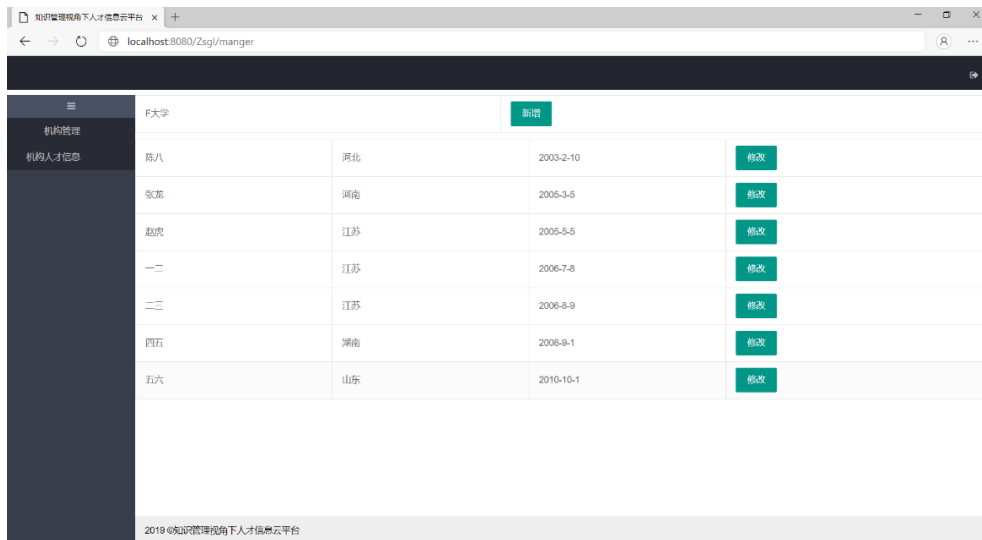 知识管理视角下人才信息云平台
localhost:8080/Zsgl/manger
机构管理
机构人才信息
F大学 新增
陈八 河北 2003-2-10 修改
张龙 河南 2005-3-5 修改
赵虎 江苏 2005-5-5 修改
一二 江苏 2006-7-8 修改
二三 江苏 2006-8-9 修改
四五 湖南 2008-9-1 修改
五六 山东 2010-10-1 修改
2019 ©知识管理视角下人才信息云平台